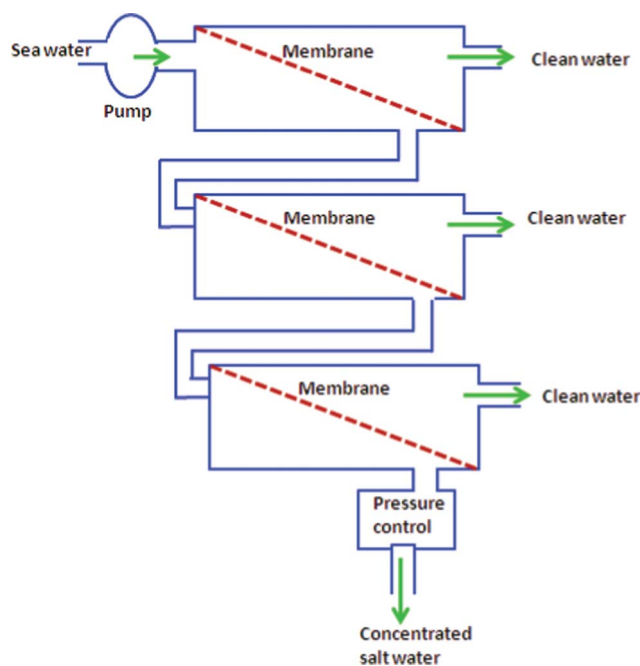 Sea water
Pump
Membrane
Clean water
Membrane
Clean water
Membrane
Clean water
Pressure
control
Concentrated
salt water